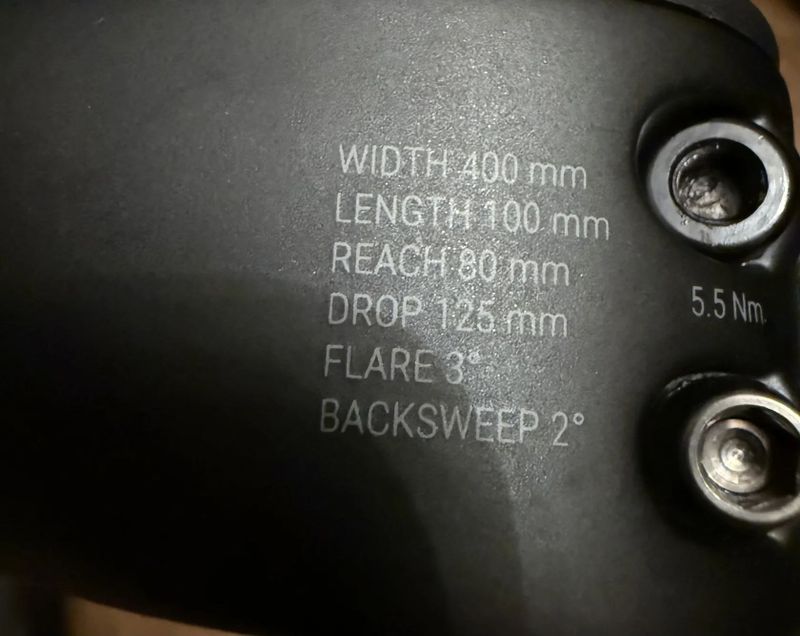 WIDTH 400 mm
LENGTH 100 mm
REACH 80 mm
DROP 125 mm
FLARE 3°
BACKSWEEP 2°
5.5 Nm